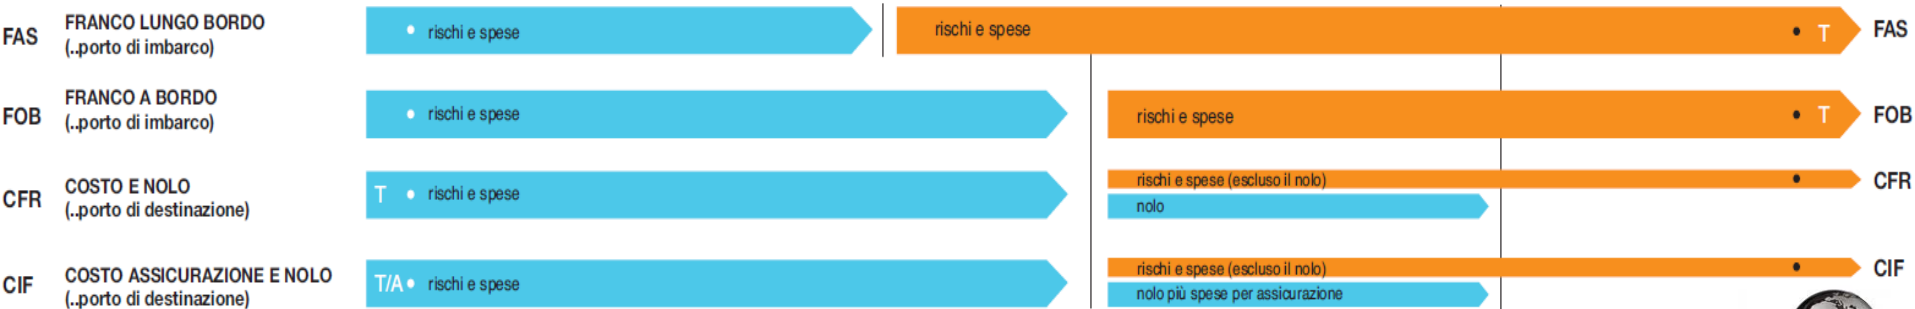 FAS
FRANCO LUNGO BORDO
(..porto di imbarco)
rischi e spese
rischi e spese
T
FAS
FOB
FRANCO A BORDO
(..porto di imbarco)
rischi e spese
rischi e spese
T
FOB
CFR
COSTO E NOLO
(..porto di destinazione)
T
rischi e spese
rischi e spese (escluso il nolo)
nolo
CFR
CIF
COSTO ASSICURAZIONE E NOLO
(..porto di destinazione)
T/A
rischi e spese
rischi e spese (escluso il nolo)
nolo più spese per assicurazione
CIF